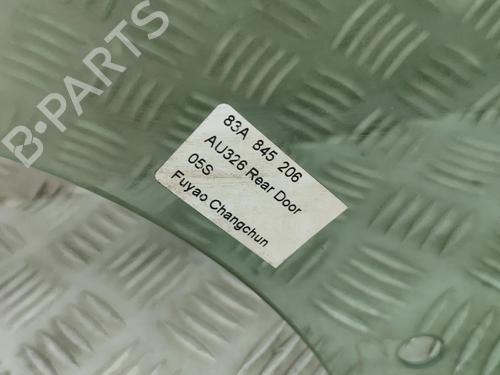 B-PARTS
83A 845 206
AU326 Rear Door
05S
Fuyao Changchun